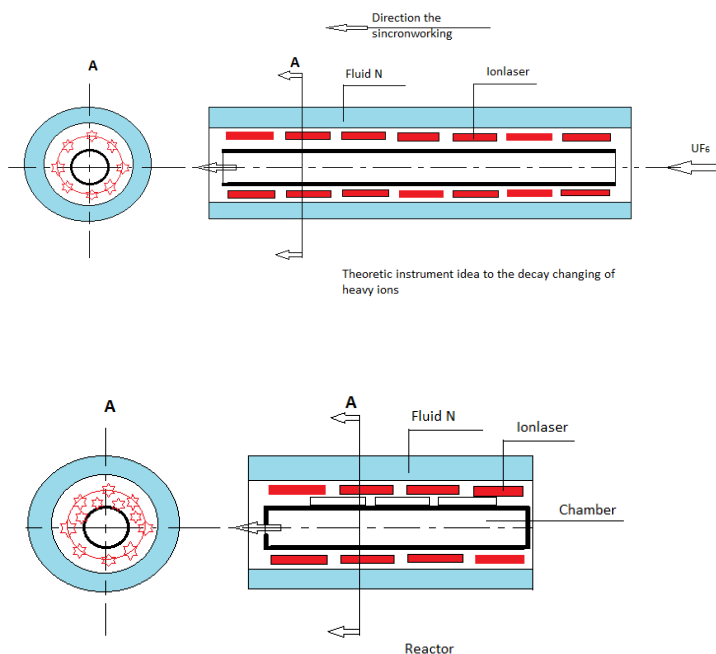 Direction the
sincronworking
A
A
Fluid N
Ionlaser
UF₆
Theoretic instrument idea to the decay changing of
heavy ions
A
A
Fluid N
Ionlaser
Chamber
Reactor